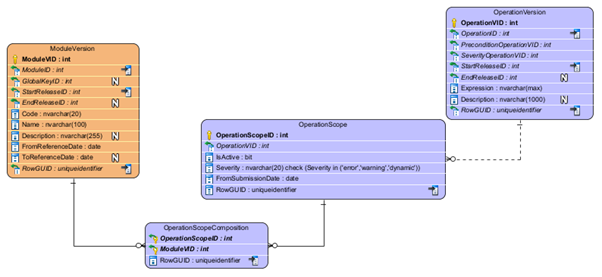 ModuleVersion
ModuleVID : int
ModuleID : int
GlobalKeyID : int N
StartReleaseID : int
EndReleaseID : int N
Code : nvarchar(20)
Name : nvarchar(100)
Description : nvarchar(255) N
FromReferenceDate : date
ToReferenceDate : date N
RowGUID : uniqueidentifier
OperationVersion
OperationVID : int
OperationID : int
PreconditionOperationVID : int
SeverityOperationVID : int
StartReleaseID : int
EndReleaseID : int N
Expression : nvarchar(max)
Description : nvarchar(1000) N
RowGUID : uniqueidentifier
OperationScope
OperationScopeID : int
OperationVID : int
IsActive : bit
Severity : nvarchar(20) check (Severity in ('error','warning','dynamic'))
FromSubmissionDate : date
RowGUID : uniqueidentifier
OperationScopeComposition
OperationScopeID : int
ModuleVID : int
RowGUID : uniqueidentifier